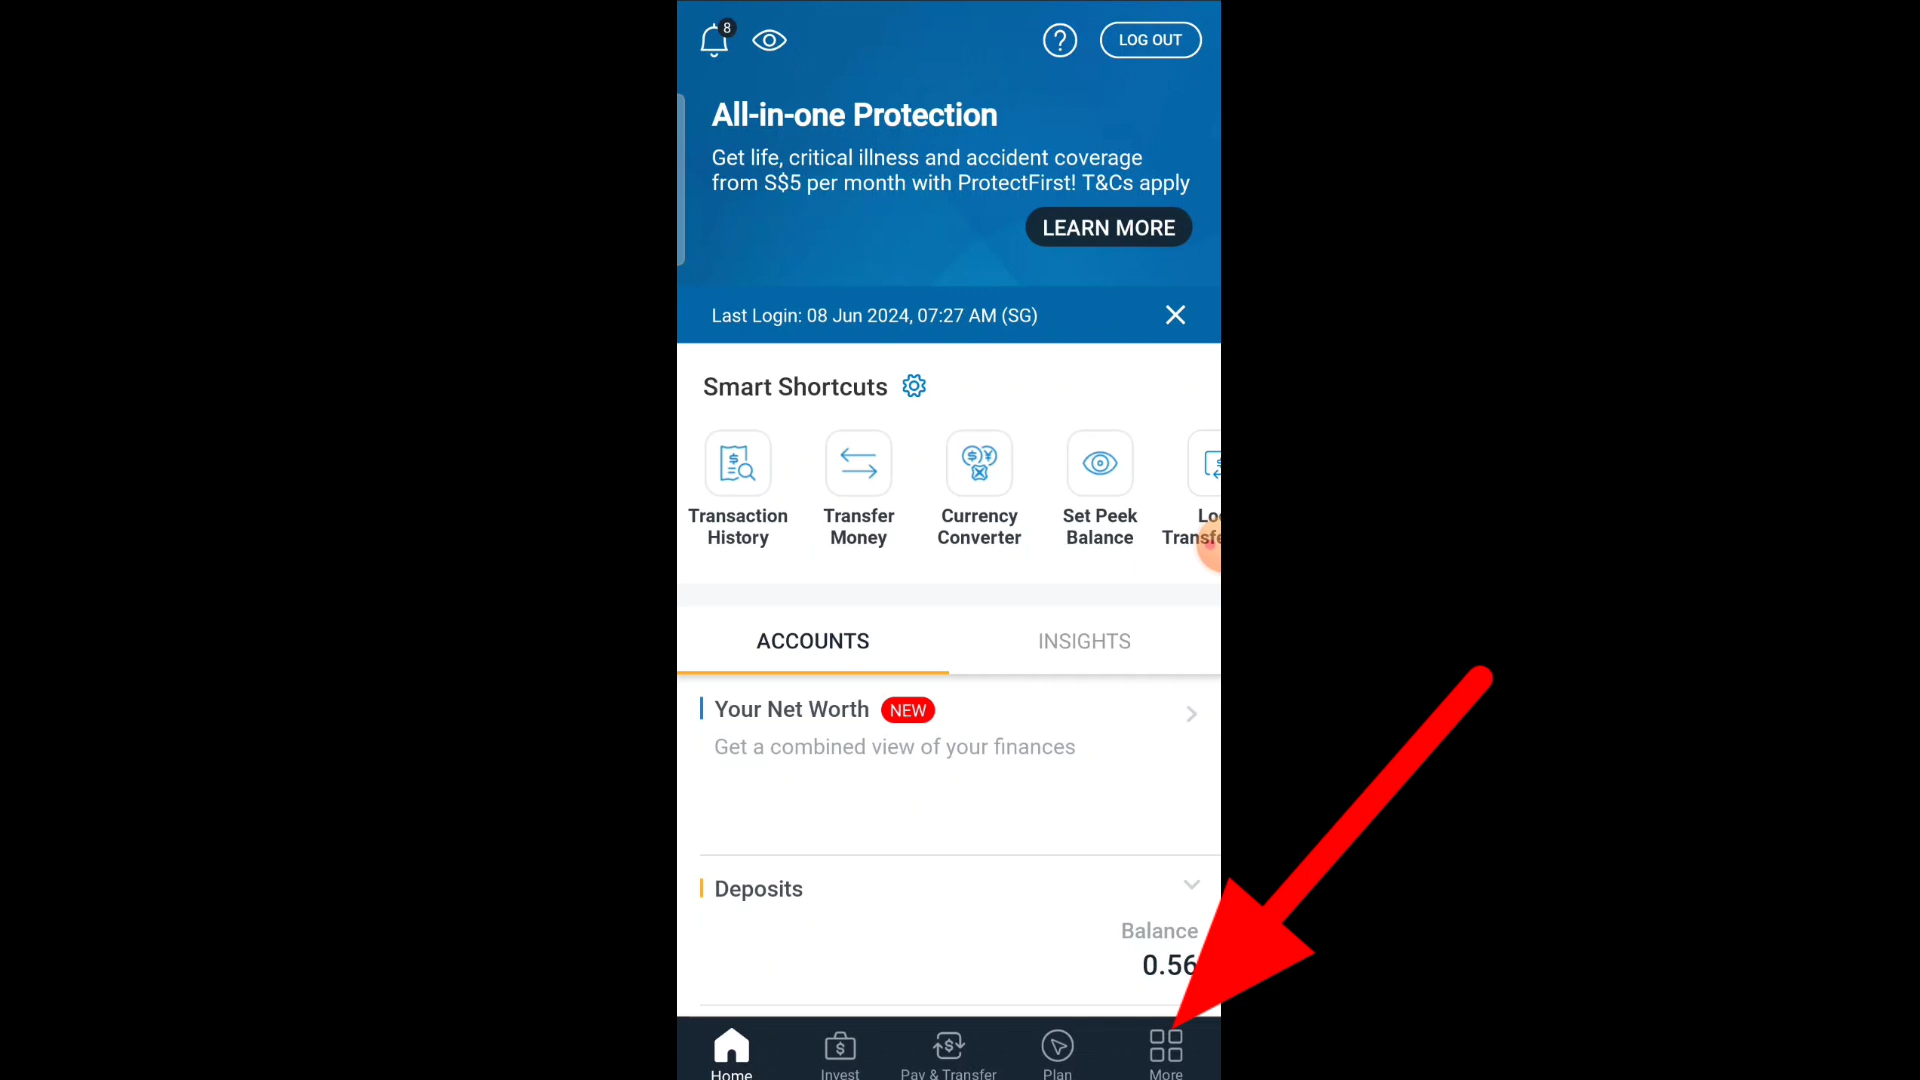 8
?
LOG OUT
All-in-one Protection
Get life, critical illness and accident coverage
from S$5 per month with ProtectFirst! T&Cs apply
LEARN MORE
Last Login: 08 Jun 2024, 07:27 AM (SG)
Smart Shortcuts
Transaction
History
Transfer
Money
Currency
Converter
Set Peek
Balance
ACCOUNTS
INSIGHTS
Your Net Worth NEW
Get a combined view of your finances
Deposits
Balance
0.56
Home
Invest
Pay & Transfer
Plan
More